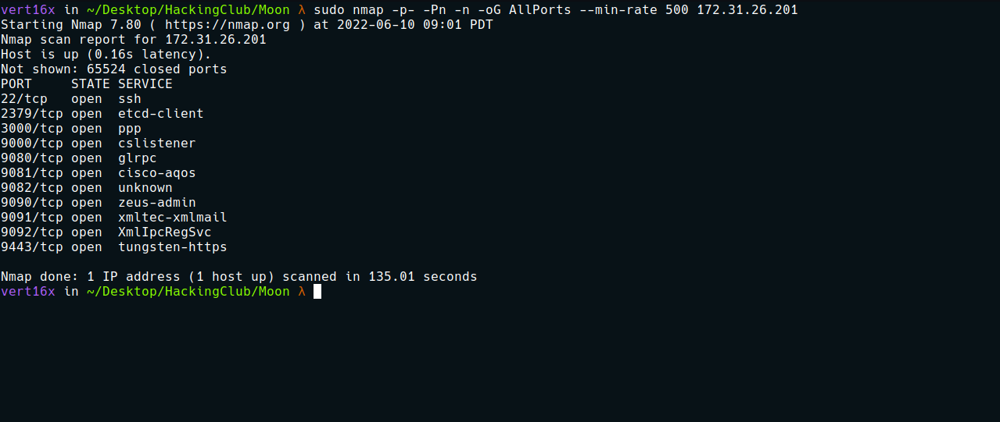 vert16x in ~/Desktop/HackingClub/Moon λ sudo nmap -p- -Pn -n -oG AllPorts --min-rate 500 172.31.26.201
Starting Nmap 7.80 ( https://nmap.org ) at 2022-06-10 09:01 PDT
Nmap scan report for 172.31.26.201
Host is up (0.16s latency).
Not shown: 65524 closed ports
PORT     STATE SERVICE
22/tcp   open  ssh
2379/tcp open  etcd-client
3000/tcp open  ppp
9000/tcp open  cslistener
9080/tcp open  glrpc
9081/tcp open  cisco-aqos
9082/tcp open  unknown
9090/tcp open  zeus-admin
9091/tcp open  xmltec-xmlmail
9092/tcp open  XmlIpcRegSvc
9443/tcp open  tungsten-https
Nmap done: 1 IP address (1 host up) scanned in 135.01 seconds
vert16x in ~/Desktop/HackingClub/Moon λ